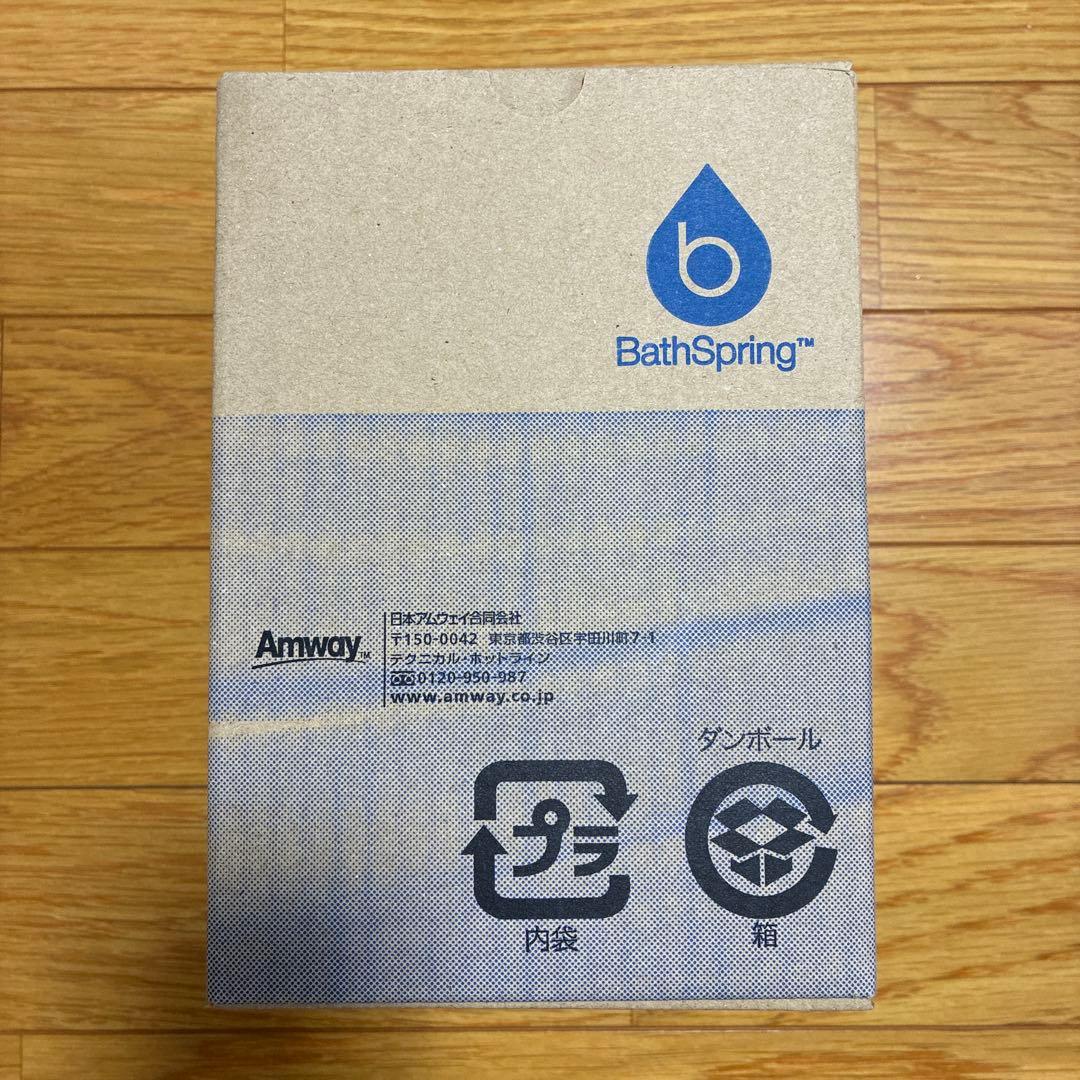 b
BathSpring™
Amway™
日本アムウェイ合同会社
〒150-0042 東京都渋谷区宇田川町7-1
テクニカル・ホットライン
0120-950-987
www.amway.co.jp
ダンボール
プラ
内袋
箱